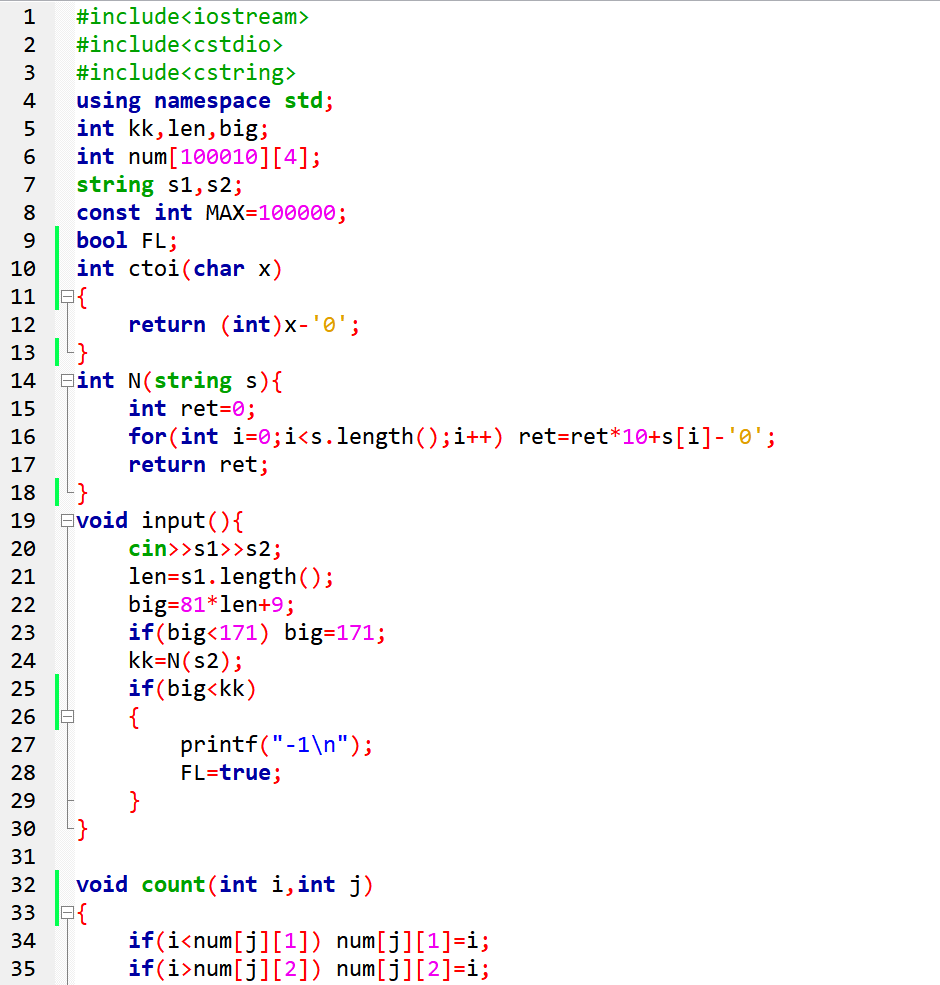 1 #include<iostream>
2 #include<cstdio>
3 #include<cstring>
4 using namespace std;
5 int kk,len,big;
6 int num[100010][4];
7 string s1,s2;
8 const int MAX=100000;
9 bool FL;
10 int ctoi(char x)
11 {
12     return (int)x-'0';
13 }
14 int N(string s){
15     int ret=0;
16     for(int i=0;i<s.length();i++) ret=ret*10+s[i]-'0';
17     return ret;
18 }
19 void input(){
20     cin>>s1>>s2;
21     len=s1.length();
22     big=81*len+9;
23     if(big<171) big=171;
24     kk=N(s2);
25     if(big<kk)
26     {
27         printf("-1\n");
28         FL=true;
29     }
30 }
31
32 void count(int i,int j)
33 {
34     if(i<num[j][1]) num[j][1]=i;
35     if(i>num[j][2]) num[j][2]=i;